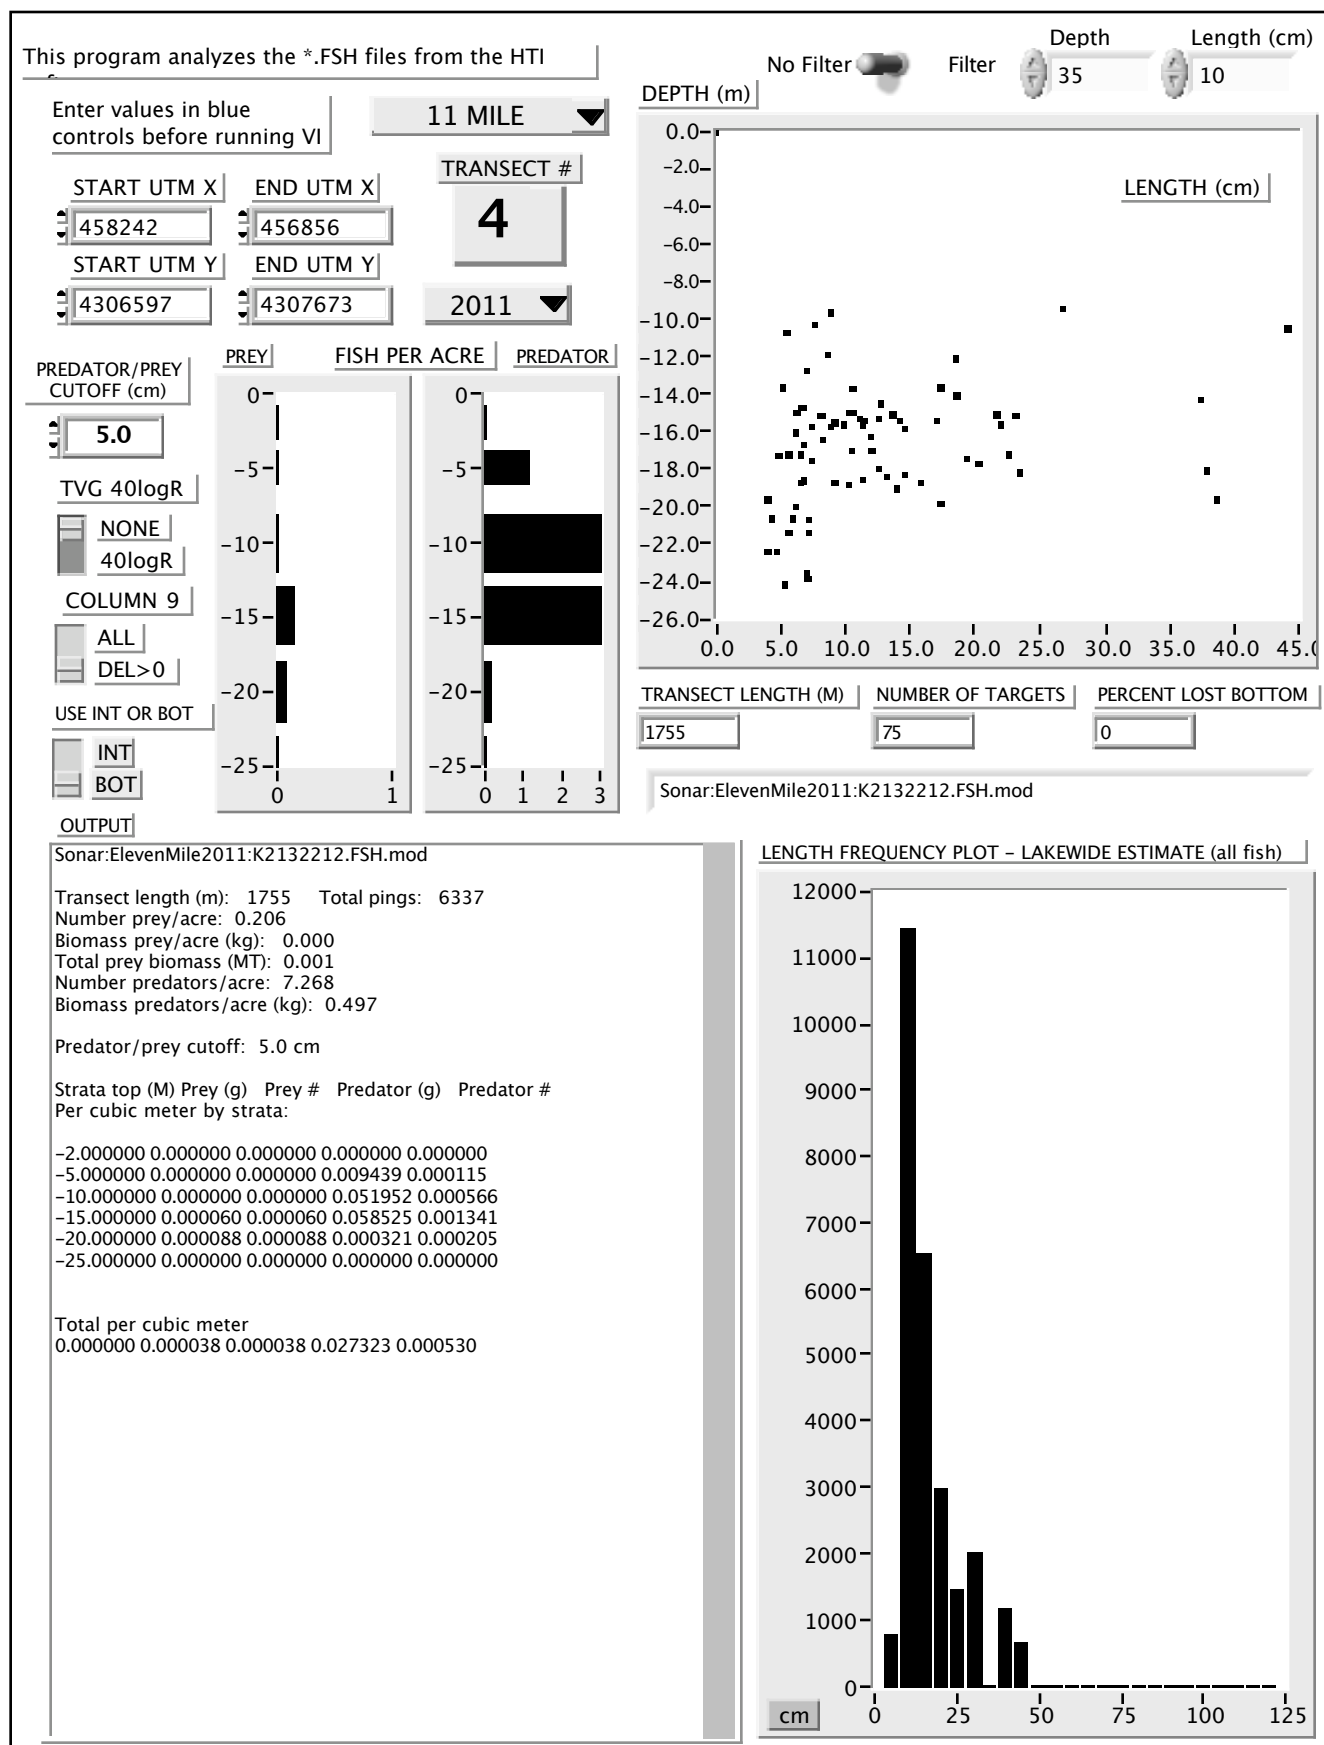 This program analyzes the *.FSH files from the HTI
Enter values in blue
controls before running VI
11 MILE
No Filter
Filter
Depth
35
Length (cm)
10
START UTM X
458242
END UTM X
456856
TRANSECT #
4
START UTM Y
4306597
END UTM Y
4307673
2011
DEPTH (m)
LENGTH (cm)
0.0
-2.0
-4.0
-6.0
-8.0
-10.0
-12.0
-14.0
-16.0
-18.0
-20.0
-22.0
-24.0
-26.0
0.0 5.0 10.0 15.0 20.0 25.0 30.0 35.0 40.0 45.0
PREDATOR/PREY
CUTOFF (cm)
5.0
TVG 40logR
NONE
40logR
COLUMN 9
ALL
DEL>0
USE INT OR BOT
INT
BOT
PREY
FISH PER ACRE
PREDATOR
0
-5
-10
-15
-20
-25
0 1
0
-5
-10
-15
-20
-25
0 1 2 3
TRANSECT LENGTH (M)
1755
NUMBER OF TARGETS
75
PERCENT LOST BOTTOM
0
Sonar:ElevenMile2011:K2132212.FSH.mod
OUTPUT
Sonar:ElevenMile2011:K2132212.FSH.mod
Transect length (m): 1755 Total pings: 6337
Number prey/acre: 0.206
Biomass prey/acre (kg): 0.000
Total prey biomass (MT): 0.001
Number predators/acre: 7.268
Biomass predators/acre (kg): 0.497
Predator/prey cutoff: 5.0 cm
Strata top (M) Prey (g) Prey # Predator (g) Predator #
Per cubic meter by strata:
-2.000000 0.000000 0.000000 0.000000 0.000000
-5.000000 0.000000 0.000000 0.009439 0.000115
-10.000000 0.000000 0.000000 0.051952 0.000566
-15.000000 0.000060 0.000060 0.058525 0.001341
-20.000000 0.000088 0.000088 0.000321 0.000205
-25.000000 0.000000 0.000000 0.000000 0.000000
Total per cubic meter
0.000000 0.000038 0.000038 0.027323 0.000530
LENGTH FREQUENCY PLOT - LAKEWIDE ESTIMATE (all fish)
12000
11000
10000
9000
8000
7000
6000
5000
4000
3000
2000
1000
0
cm
0 25 50 75 100 125